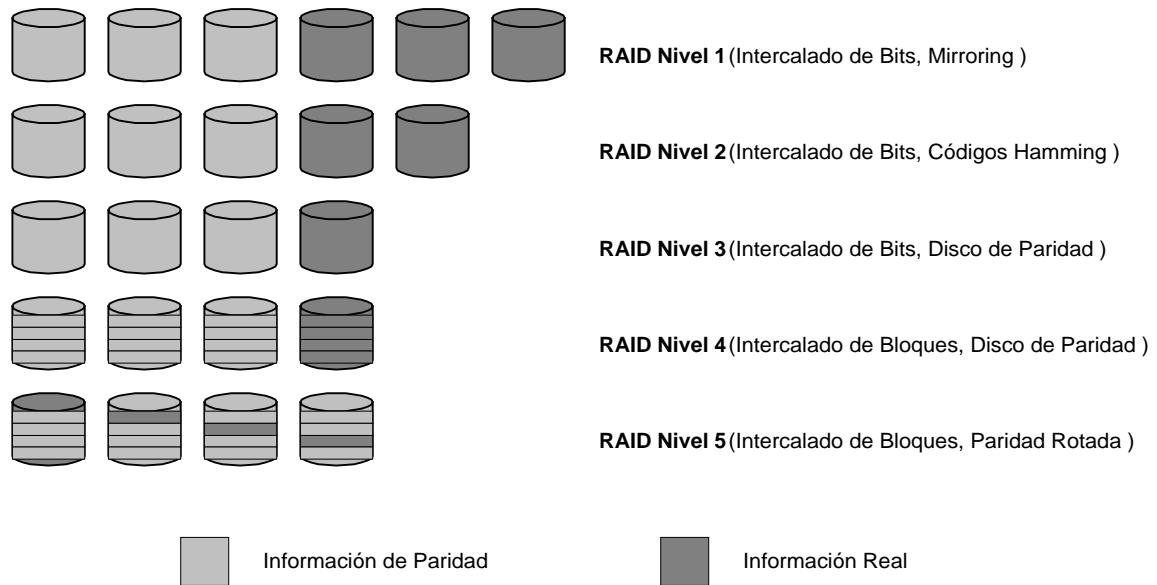 RAID Nivel 1 (Intercalado de Bits, Mirroring )
RAID Nivel 2 (Intercalado de Bits, Códigos Hamming )
RAID Nivel 3 (Intercalado de Bits, Disco de Paridad )
RAID Nivel 4 (Intercalado de Bloques, Disco de Paridad )
RAID Nivel 5 (Intercalado de Bloques, Paridad Rotada )
Información de Paridad
Información Real